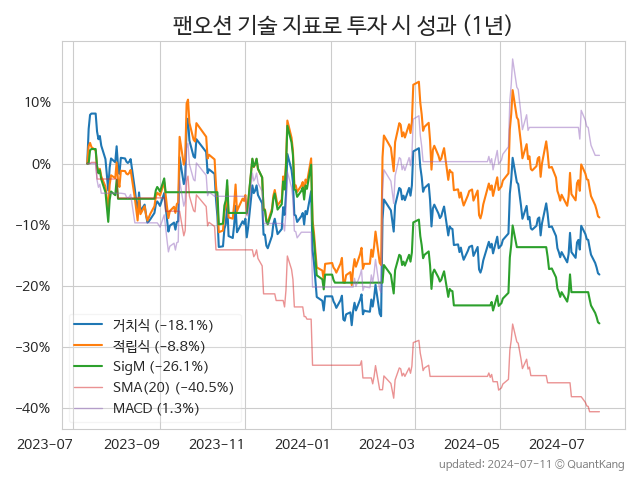 팬오션 기술 지표로 투자 시 성과 (1년)
10%
0%
−10%
−20%
−30%
−40%
거치식 (−18.1%)
적립식 (−8.8%)
SigM (−26.1%)
SMA(20) (−40.5%)
MACD (1.3%)
2023-07 2023-09 2023-11 2024-01 2024-03 2024-05 2024-07
updated: 2024-07-11 © QuantKang